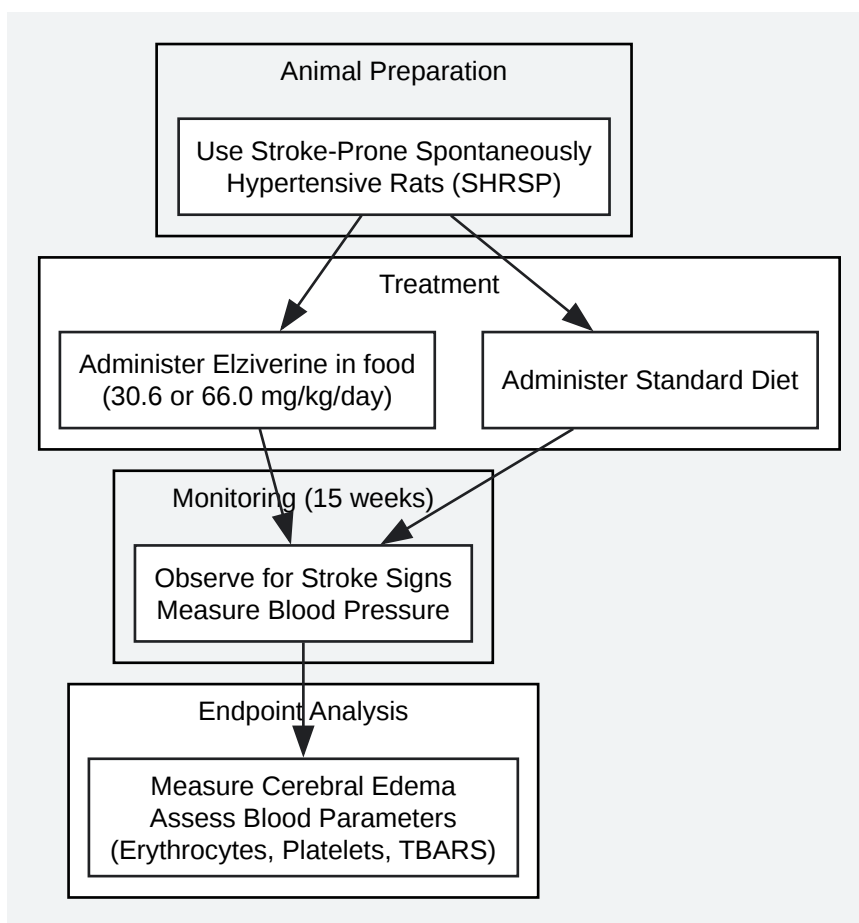 Animal Preparation
Use Stroke-Prone Spontaneously
Hypertensive Rats (SHRSP)
Treatment
Administer Elziverine in food
(30.6 or 66.0 mg/kg/day)
Administer Standard Diet
Monitoring (15 weeks)
Observe for Stroke Signs
Measure Blood Pressure
Endpoint Analysis
Measure Cerebral Edema
Assess Blood Parameters
(Erythrocytes, Platelets, TBARS)